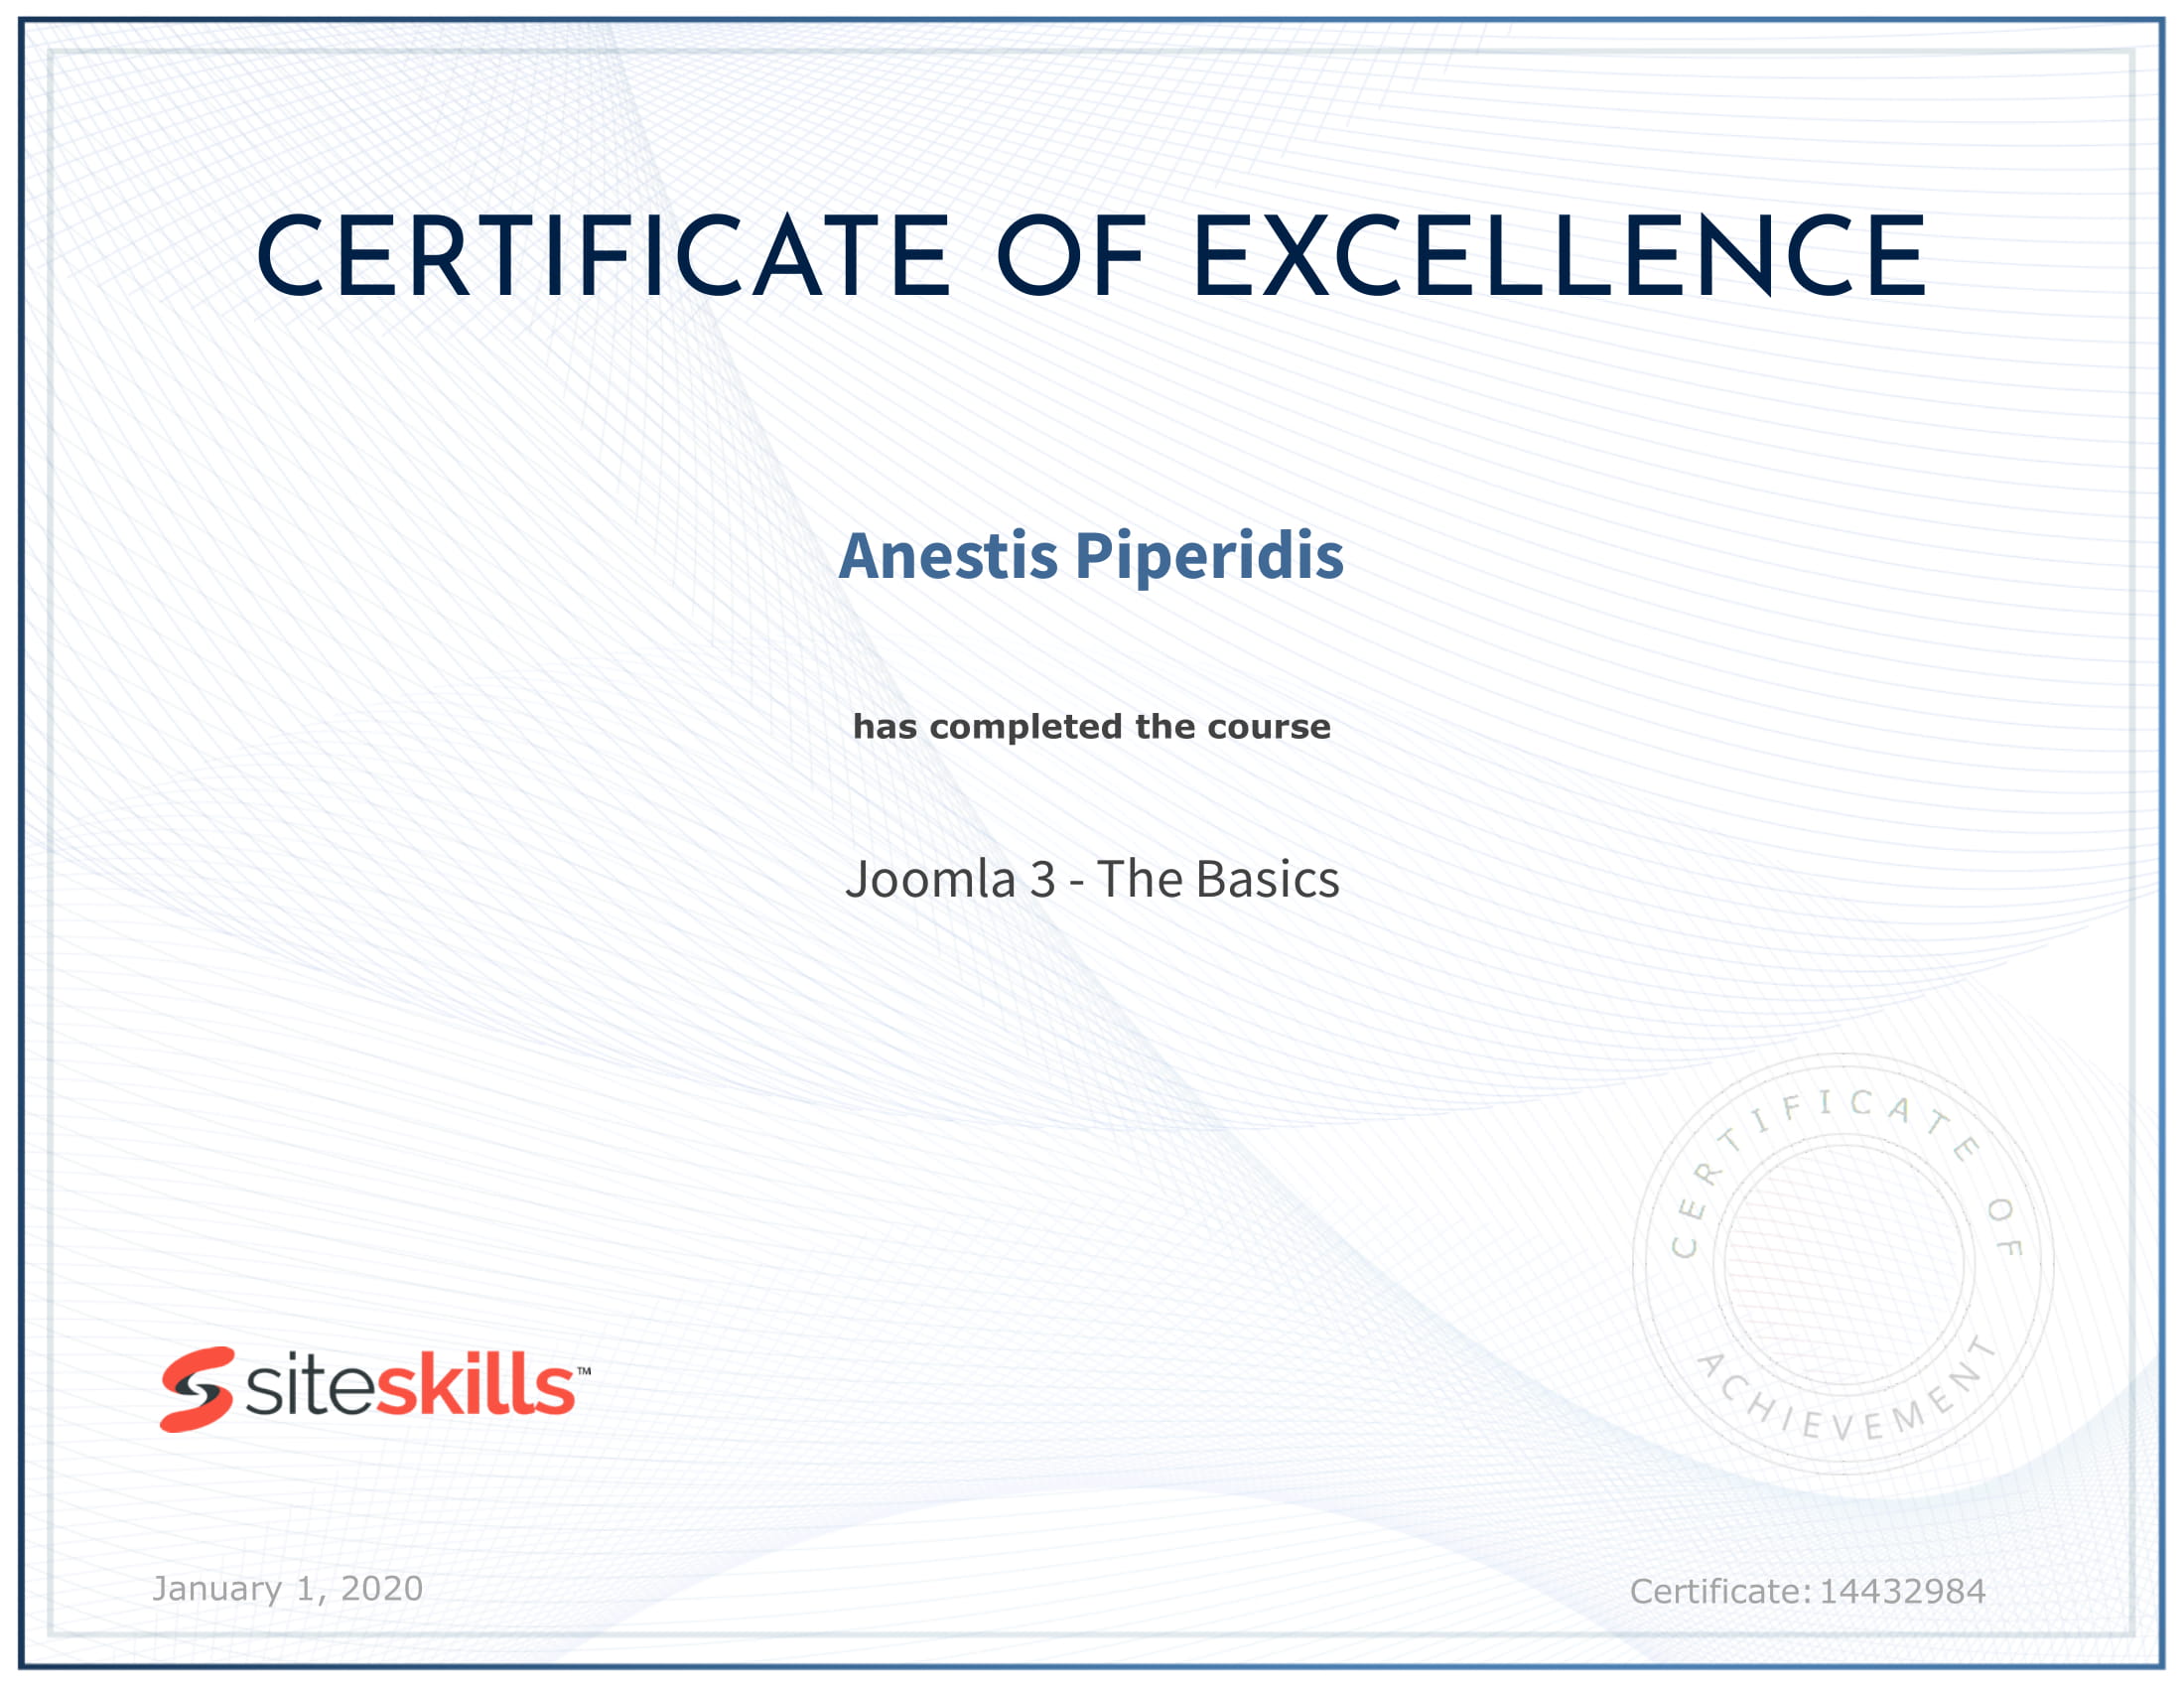 CERTIFICATE OF EXCELLENCE
Anestis Piperidis
has completed the course
Joomla 3 - The Basics
CERTIFICATE OF
ACHIEVEMENT
siteskills™
January 1, 2020
Certificate: 14432984